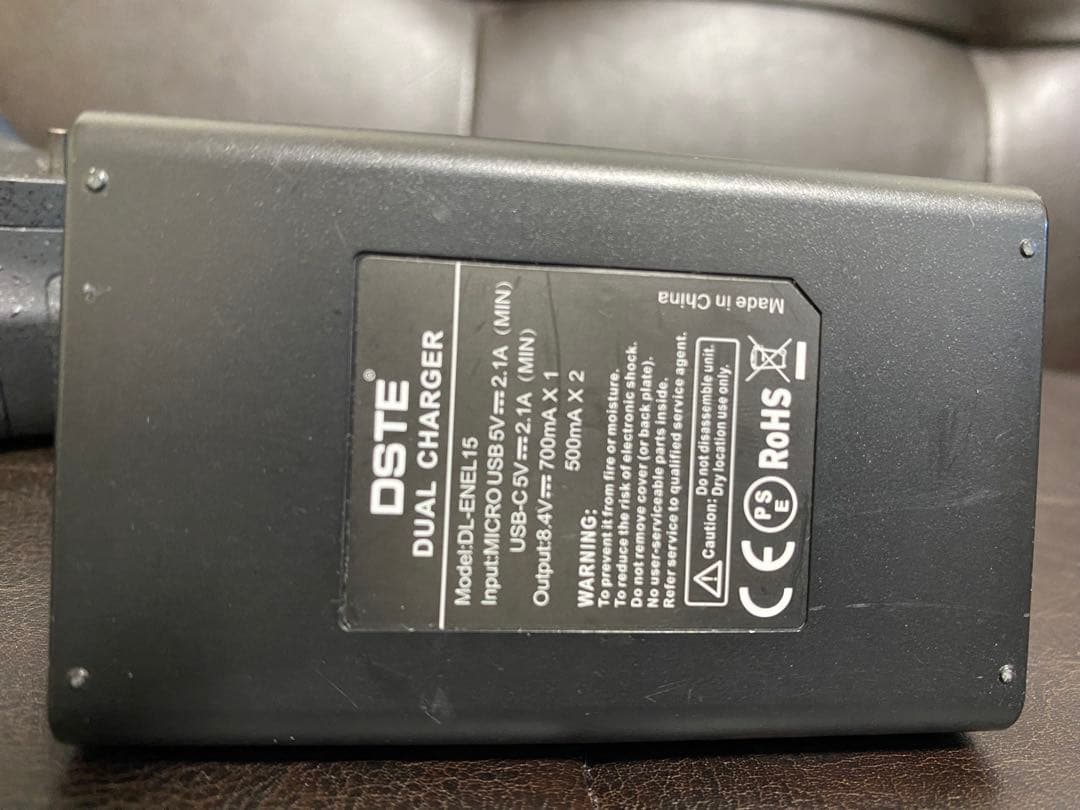 DSTE®
DUAL CHARGER
Model:DL-ENEL15
Input:MICRO USB 5V⎓2.1A (MIN)
USB-C 5V⎓2.1A (MIN)
Output:8.4V⎓700mA X 1
500mA X 2
WARNING:
To prevent it from fire or moisture.
To reduce the risk of electronic shock.
Do not remove cover (or back plate).
No user-serviceable parts inside.
Refer service to qualified service agent.
Caution: Do not disassemble unit.
Dry location use only.
CE PSE RoHS
Made in China